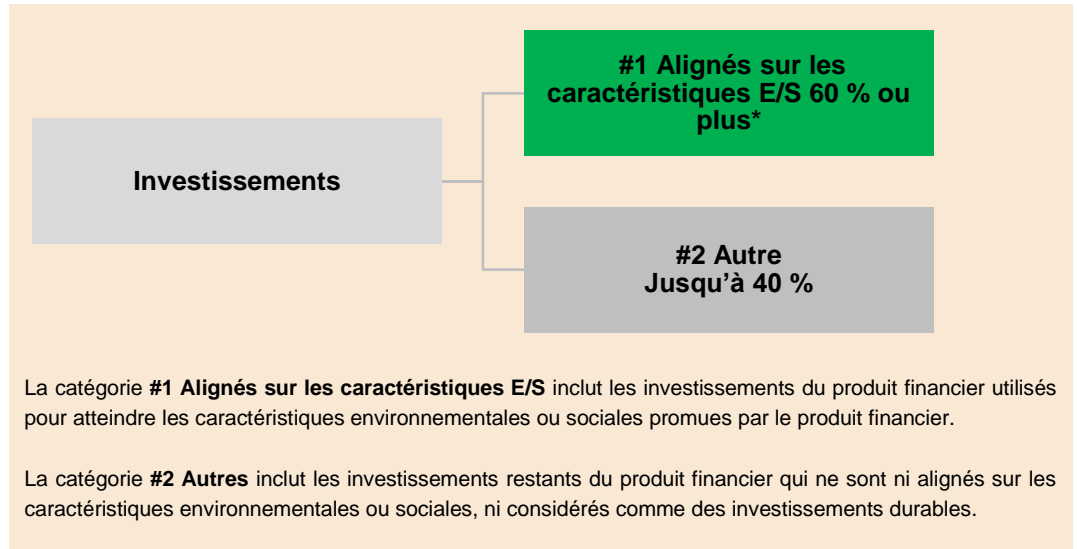 #1 Alignés sur les
caractéristiques E/S 60 % ou
plus*
Investissements
#2 Autre
Jusqu’à 40 %
La catégorie #1 Alignés sur les caractéristiques E/S inclut les investissements du produit financier utilisés
pour atteindre les caractéristiques environnementales ou sociales promues par le produit financier.
La catégorie #2 Autres inclut les investissements restants du produit financier qui ne sont ni alignés sur les
caractéristiques environnementales ou sociales, ni considérés comme des investissements durables.